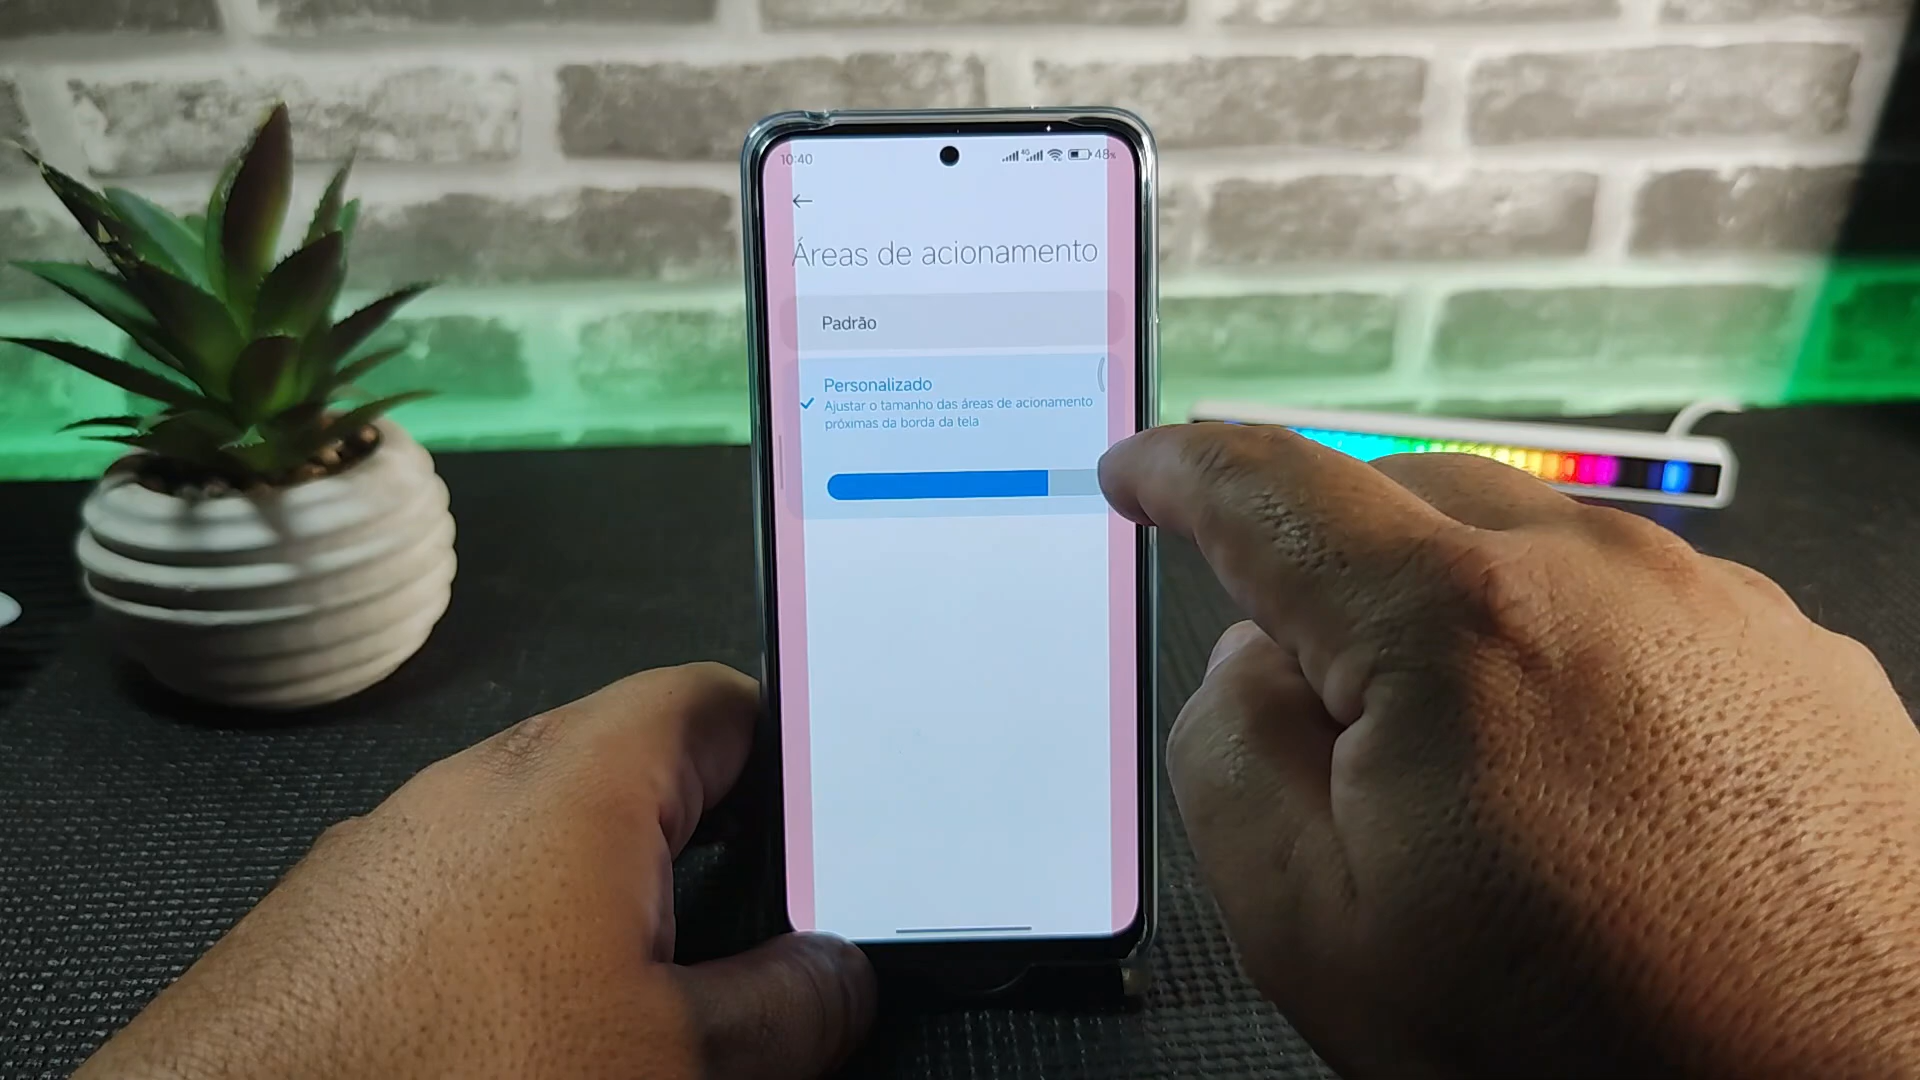 10:40
4G
48%
Áreas de acionamento
Padrão
Personalizado
Ajustar o tamanho das áreas de acionamento
próximas da borda da tela